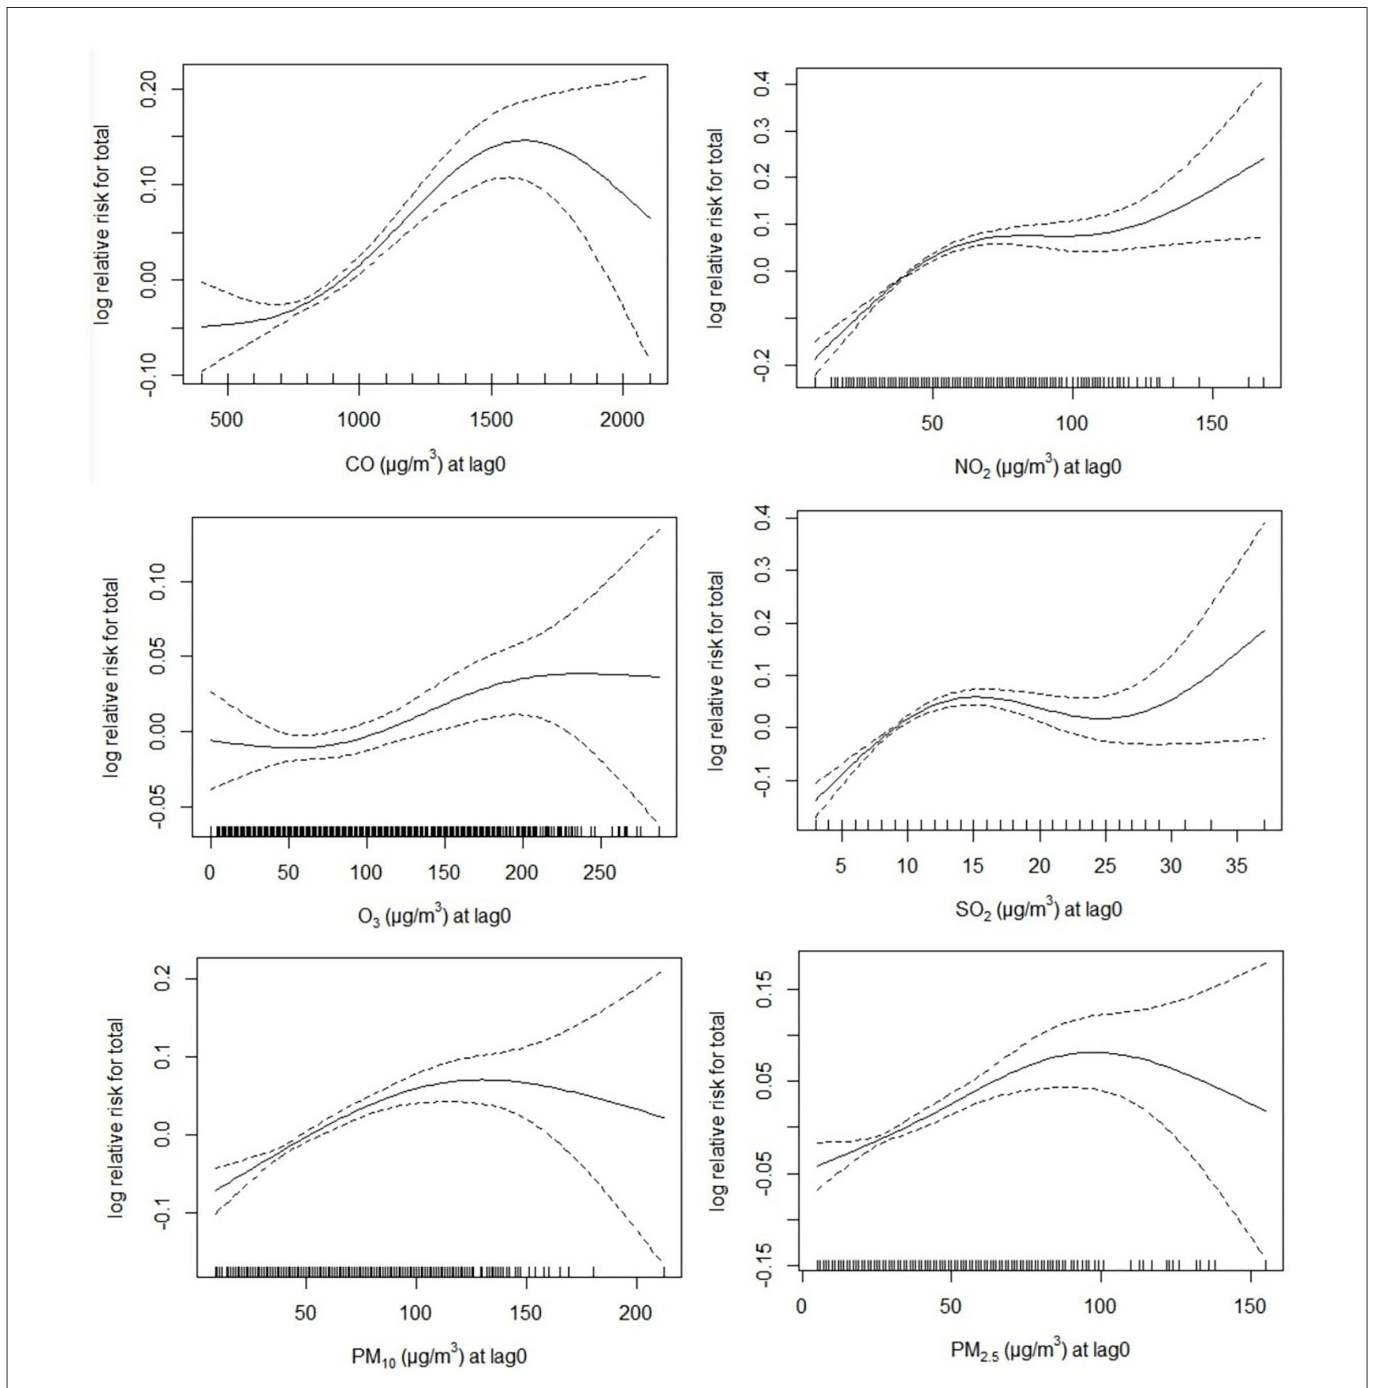 log relative risk for total
0.20
0.10
0.00
-0.10
500 1000 1500 2000
CO (µg/m³) at lag0
log relative risk for total
0.4
0.3
0.2
0.1
0.0
-0.2
50 100 150
NO₂ (µg/m³) at lag0
log relative risk for total
0.10
0.05
0.00
-0.05
0 50 100 150 200 250
O₃ (µg/m³) at lag0
log relative risk for total
0.4
0.3
0.2
0.1
0.0
-0.1
5 10 15 20 25 30 35
SO₂ (µg/m³) at lag0
log relative risk for total
0.2
0.1
0.0
-0.1
50 100 150 200
PM₁₀ (µg/m³) at lag0
log relative risk for total
0.15
0.05
-0.05
-0.15
0 50 100 150
PM₂.₅ (µg/m³) at lag0